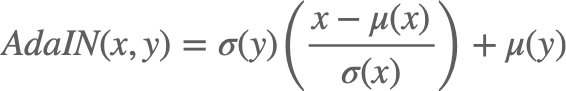 AdaIN(x, y) = σ(y) ( (x − μ(x)) / σ(x) ) + μ(y)